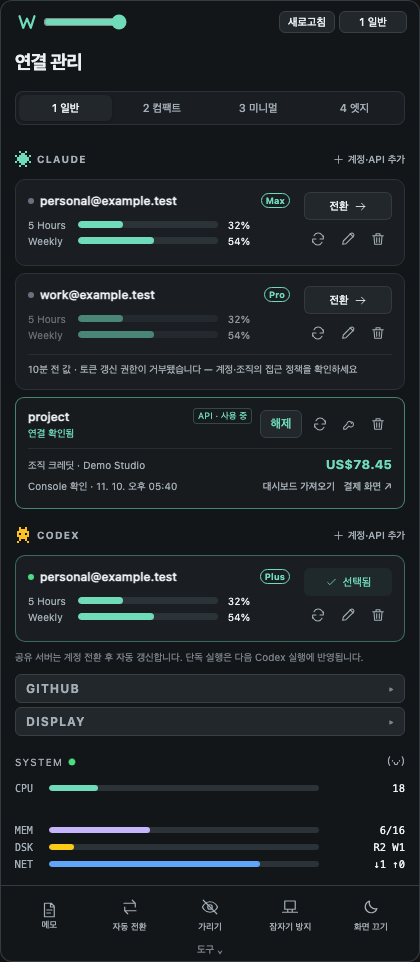 W 새로고침 1 일반
연결 관리
1 일반 2 컴팩트 3 미니멀 4 엣지
CLAUDE + 계정·API 추가
personal@example.test Max 전환 →
5 Hours 32%
Weekly 54%
work@example.test Pro 전환 →
5 Hours 32%
Weekly 54%
10분 전 값 · 토큰 갱신 권한이 거부됐습니다 — 계정·조직의 접근 정책을 확인하세요
project API · 사용 중 해제
연결 확인됨
조직 크레딧 · Demo Studio US$78.45
Console 확인 · 11. 10. 오후 05:40 대시보드 가져오기 결제 화면 ↗
CODEX + 계정·API 추가
personal@example.test Plus ✓ 선택됨
5 Hours 32%
Weekly 54%
공유 서버는 계정 전환 후 자동 갱신합니다. 단독 실행은 다음 Codex 실행에 반영됩니다.
GITHUB ▸
DISPLAY ▸
SYSTEM (·ᴗ·)
CPU 18
MEM 6/16
DSK R2 W1
NET ↓1 ↑0
메모 자동 전환 가리기 잠자기 방지 화면 끄기
도구 ⌄